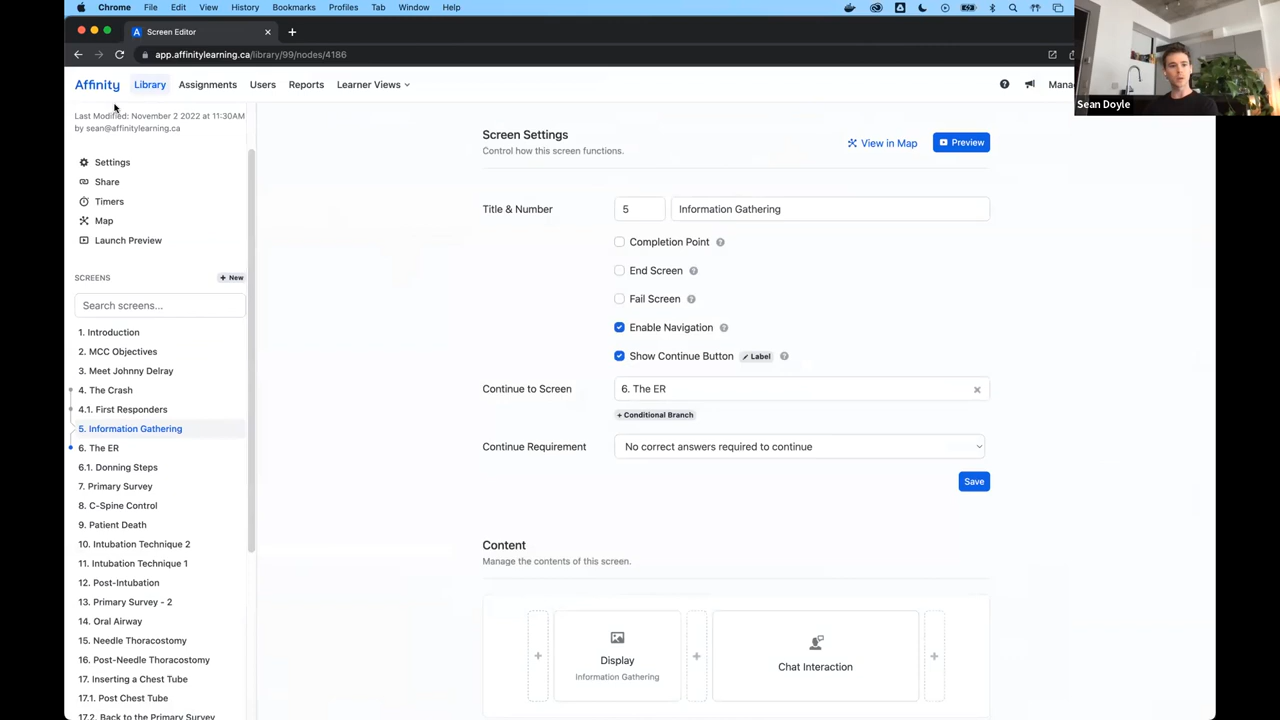 Chrome File Edit View History Bookmarks Profiles Tab Window Help
Screen Editor
app.affinitylearning.ca/library/99/nodes/4186
Affinity Library Assignments Users Reports Learner Views
Sean Doyle
Last Modified: November 2 2022 at 11:30AM
by sean@affinitylearning.ca
Settings
Share
Timers
Map
Launch Preview
SCREENS + New
Search screens...
1. Introduction
2. MCC Objectives
3. Meet Johnny Delray
4. The Crash
4.1. First Responders
5. Information Gathering
6. The ER
6.1. Donning Steps
7. Primary Survey
8. C-Spine Control
9. Patient Death
10. Intubation Technique 2
11. Intubation Technique 1
12. Post-Intubation
13. Primary Survey - 2
14. Oral Airway
15. Needle Thoracostomy
16. Post-Needle Thoracostomy
17. Inserting a Chest Tube
17.1. Post Chest Tube
17.2. Back to the Primary Survey
Screen Settings
Control how this screen functions.
View in Map Preview
Title & Number 5 Information Gathering
Completion Point
End Screen
Fail Screen
Enable Navigation
Show Continue Button Label
Continue to Screen 6. The ER
+ Conditional Branch
Continue Requirement No correct answers required to continue
Save
Content
Manage the contents of this screen.
Display
Information Gathering
Chat Interaction